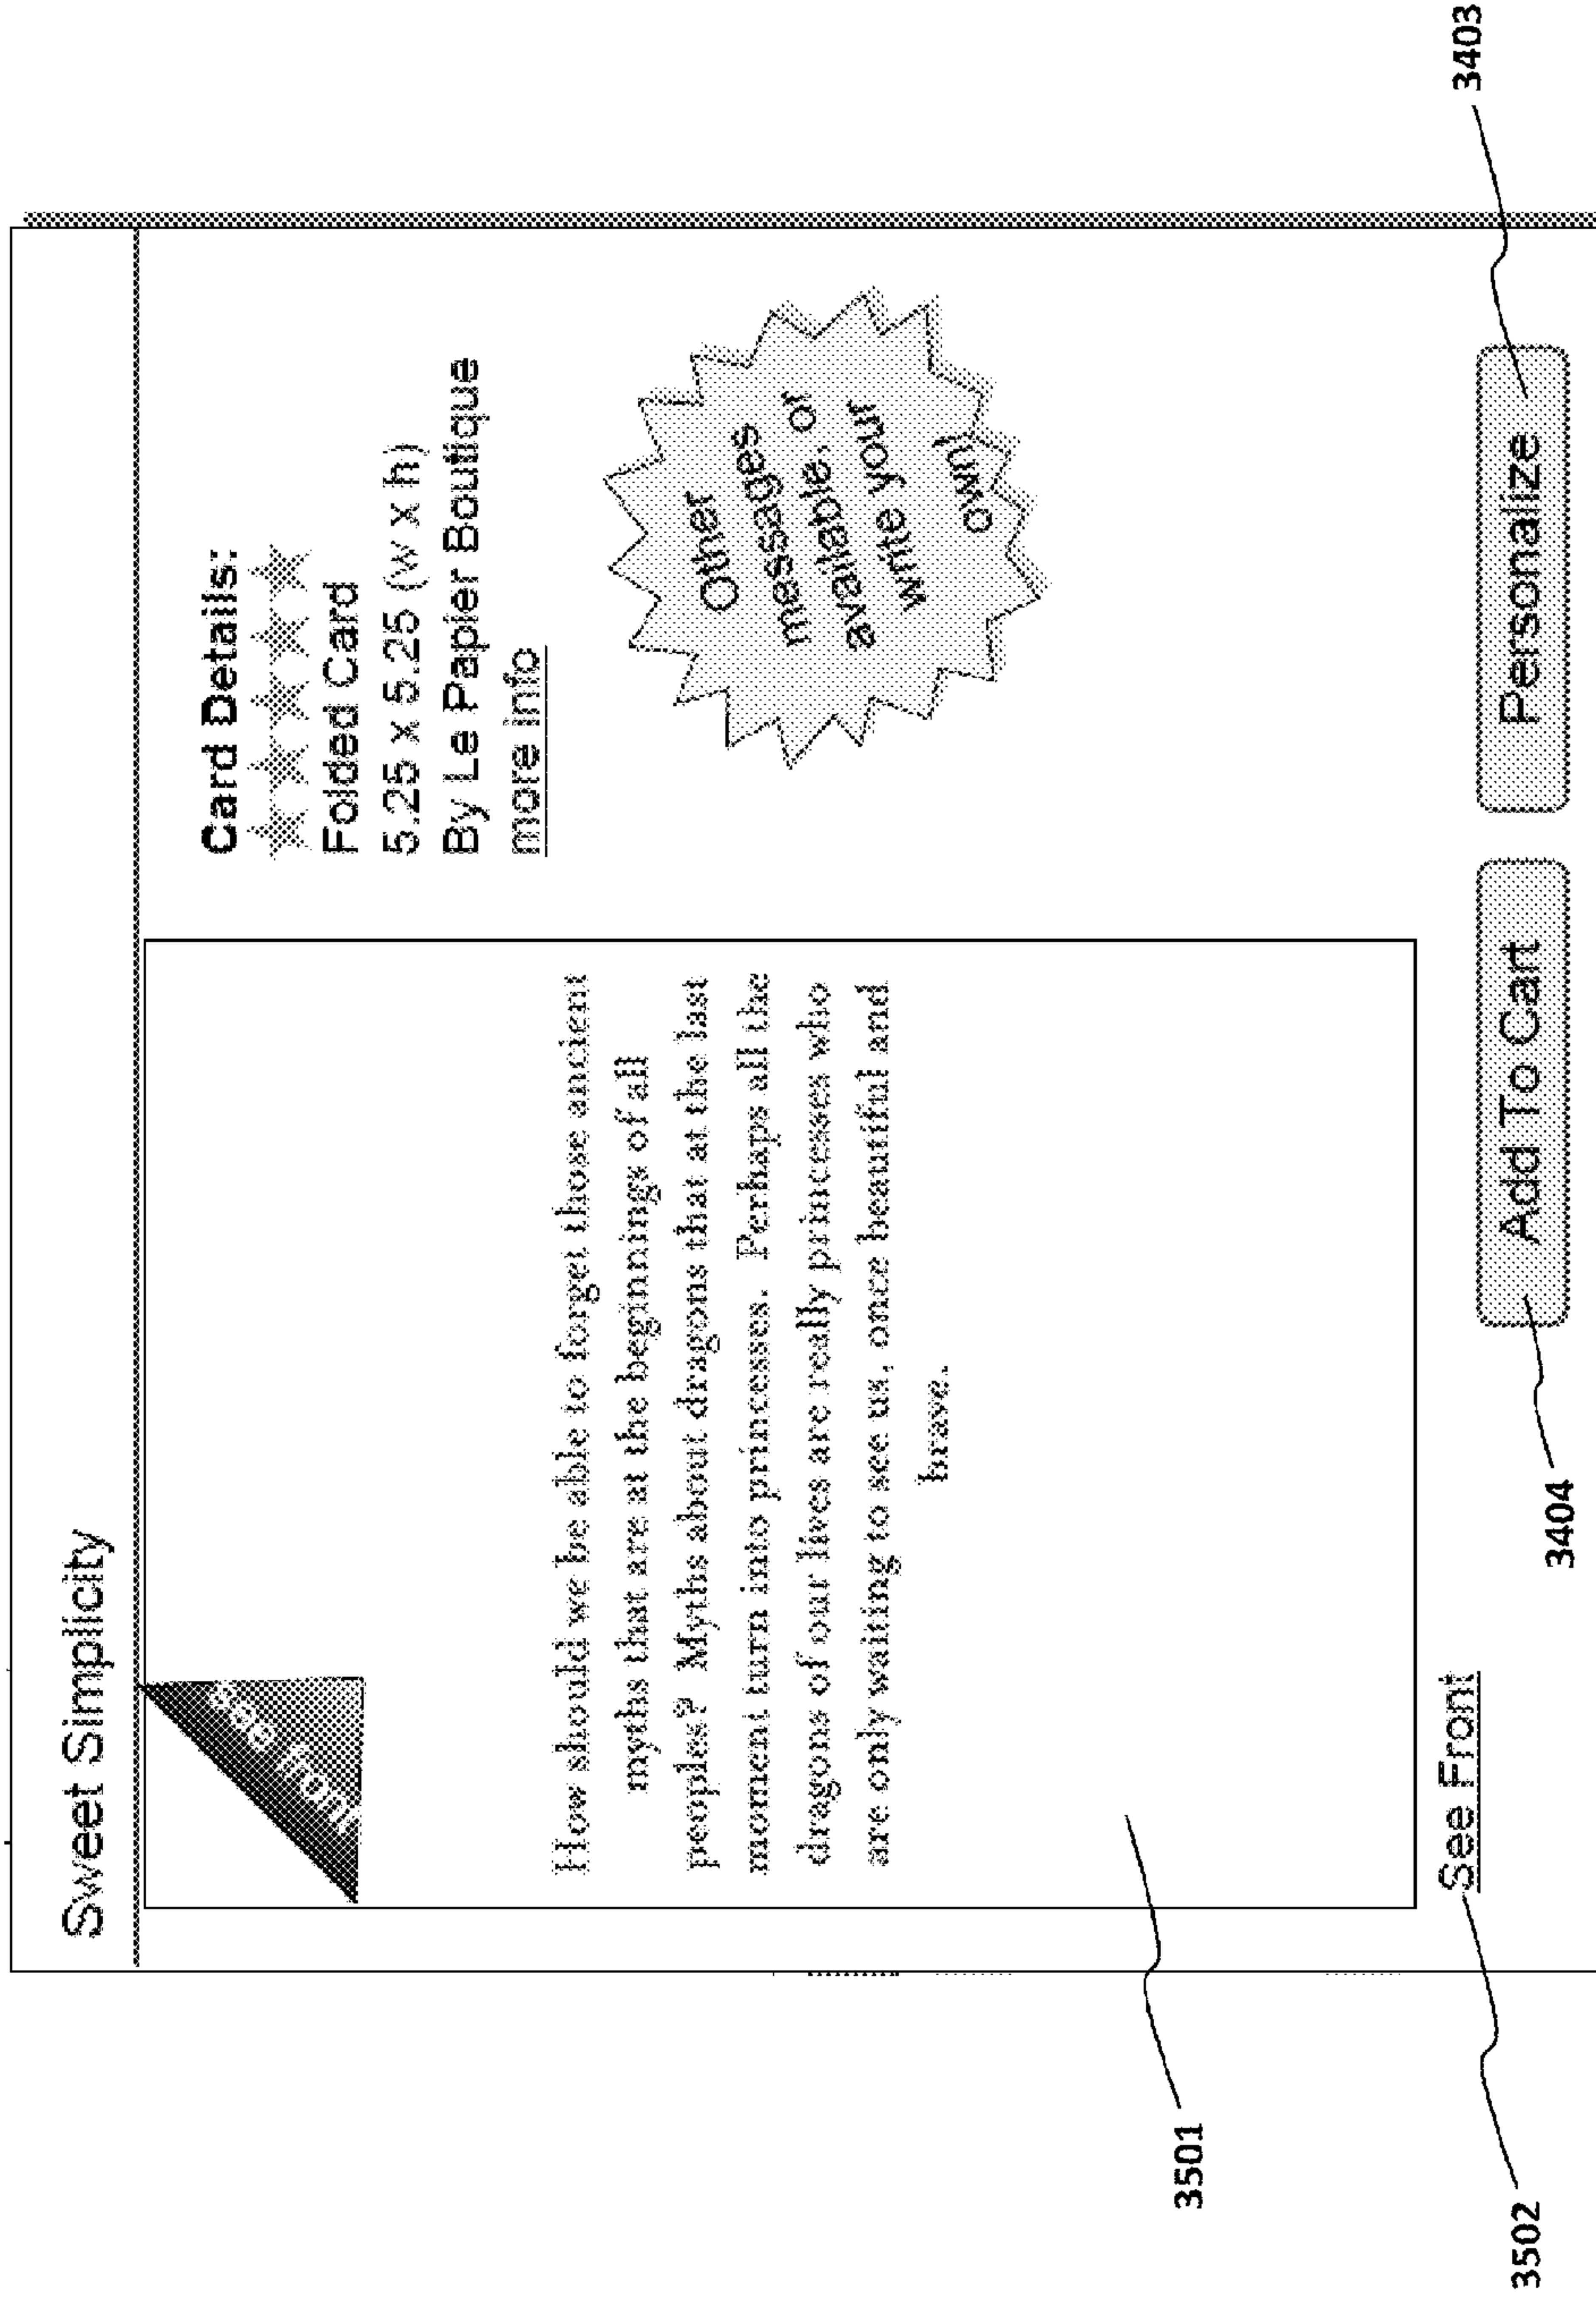 Sweet Simplicity
See front
How should we be able to forget those ancient
myths that are at the beginnings of all
peoples? Myths about dragons that at the last
moment turn into princesses. Perhaps all the
dragons of our lives are really princesses who
are only waiting to see us, once beautiful and
brave.
Card Details:
Folded Card
5.25 x 5.25 (w x h)
By Le Papier Boutique
more info
Other
messages
available, or
write your
own!
See Front
Add To Cart
Personalize
3501
3502
3404
3403